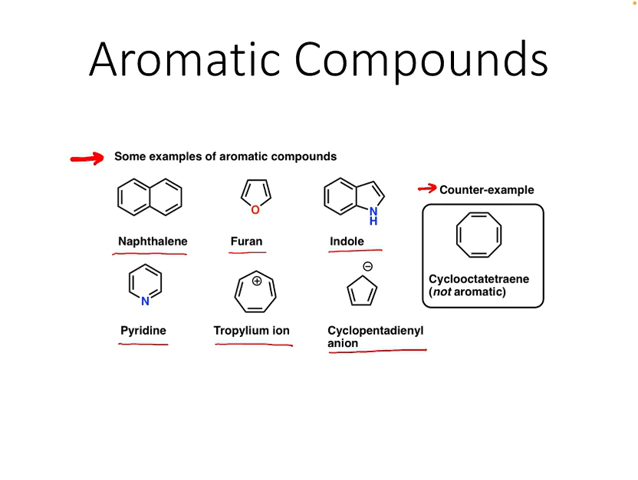 Aromatic Compounds
Some examples of aromatic compounds
Counter-example
O
N
H
Naphthalene
Furan
Indole
Cyclooctatetraene
(not aromatic)
N
Pyridine
Tropylium ion
Cyclopentadienyl
anion